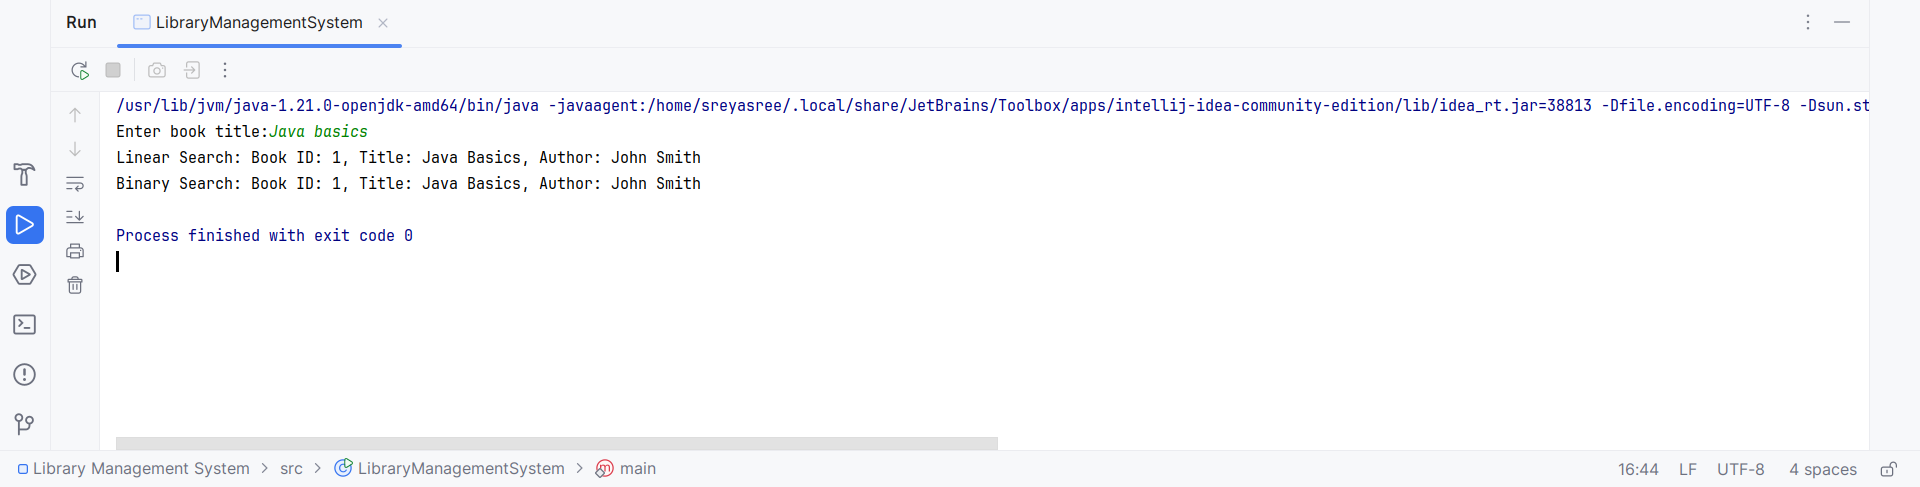 Run LibraryManagementSystem
/usr/lib/jvm/java-1.21.0-openjdk-amd64/bin/java -javaagent:/home/sreyasree/.local/share/JetBrains/Toolbox/apps/intellij-idea-community-edition/lib/idea_rt.jar=38813 -Dfile.encoding=UTF-8 -Dsun.st
Enter book title:Java basics
Linear Search: Book ID: 1, Title: Java Basics, Author: John Smith
Binary Search: Book ID: 1, Title: Java Basics, Author: John Smith
Process finished with exit code 0
Library Management System > src > LibraryManagementSystem > main 16:44 LF UTF-8 4 spaces